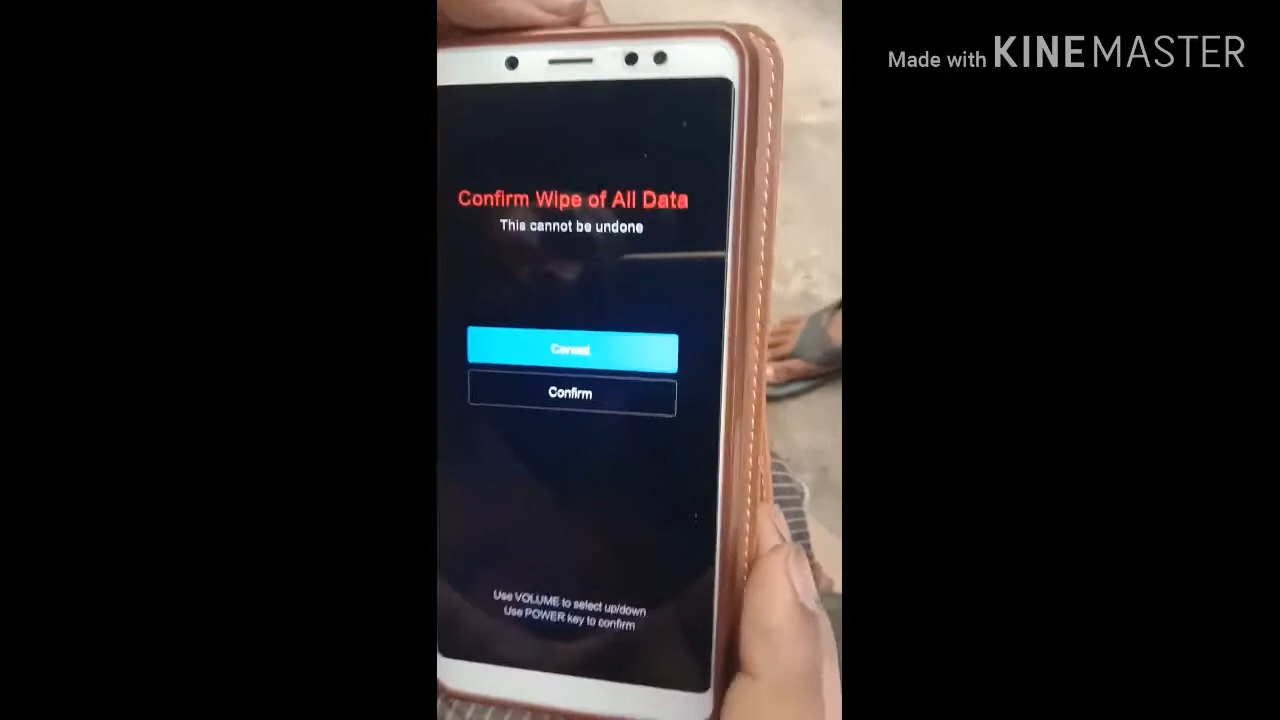 Made with KINEMASTER
Confirm Wipe of All Data
This cannot be undone
Cancel
Confirm
Use VOLUME to select up/down
Use POWER key to confirm